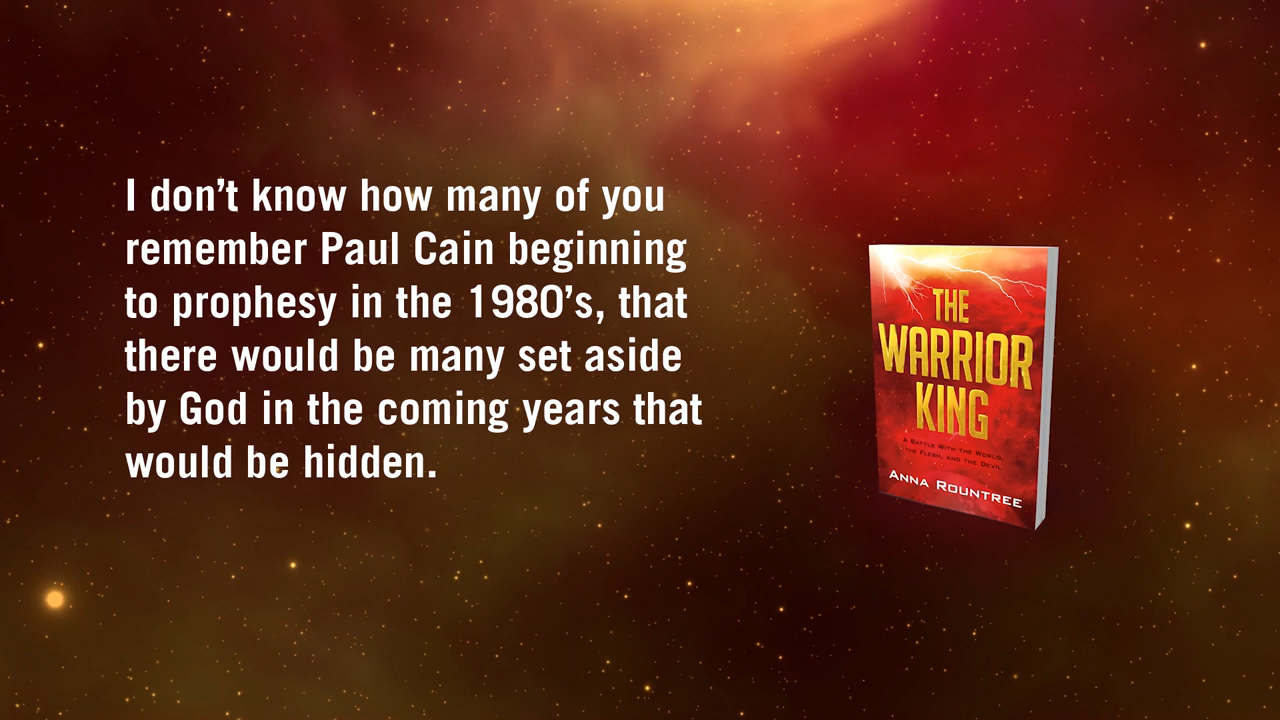 I don’t know how many of you
remember Paul Cain beginning
to prophesy in the 1980’s, that
there would be many set aside
by God in the coming years that
would be hidden.
THE
WARRIOR
KING
A Battle With the World,
the Flesh, and the Devil
Anna Rountree